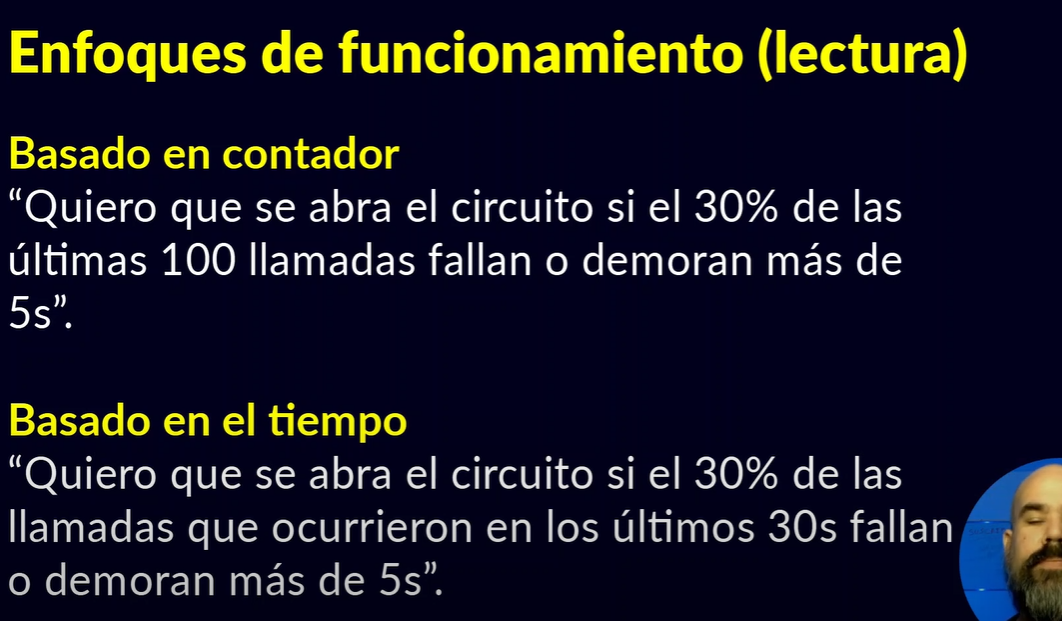 Enfoques de funcionamiento (lectura)
Basado en contador
“Quiero que se abra el circuito si el 30% de las
últimas 100 llamadas fallan o demoran más de
5s”.
Basado en el tiempo
“Quiero que se abra el circuito si el 30% de las
llamadas que ocurrieron en los últimos 30s fallan
o demoran más de 5s”.